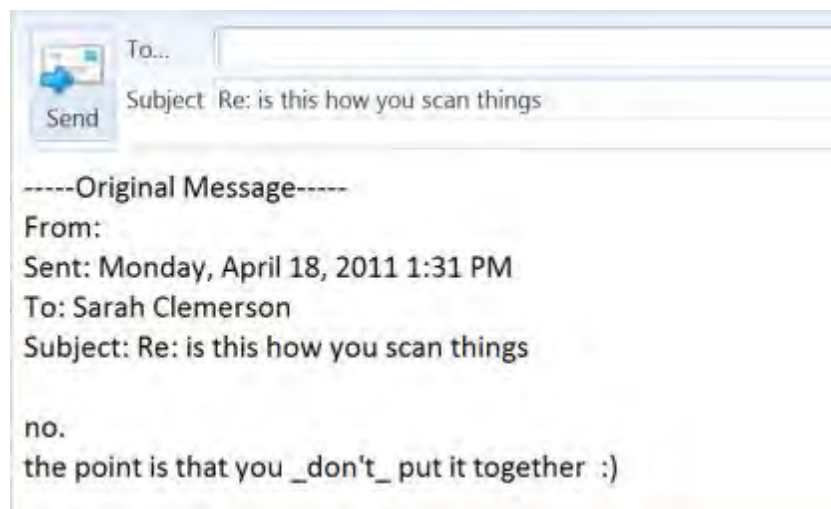 To...
Subject Re: is this how you scan things
Send
-----Original Message-----
From:
Sent: Monday, April 18, 2011 1:31 PM
To: Sarah Clemerson
Subject: Re: is this how you scan things
no.
the point is that you _don't_ put it together :)